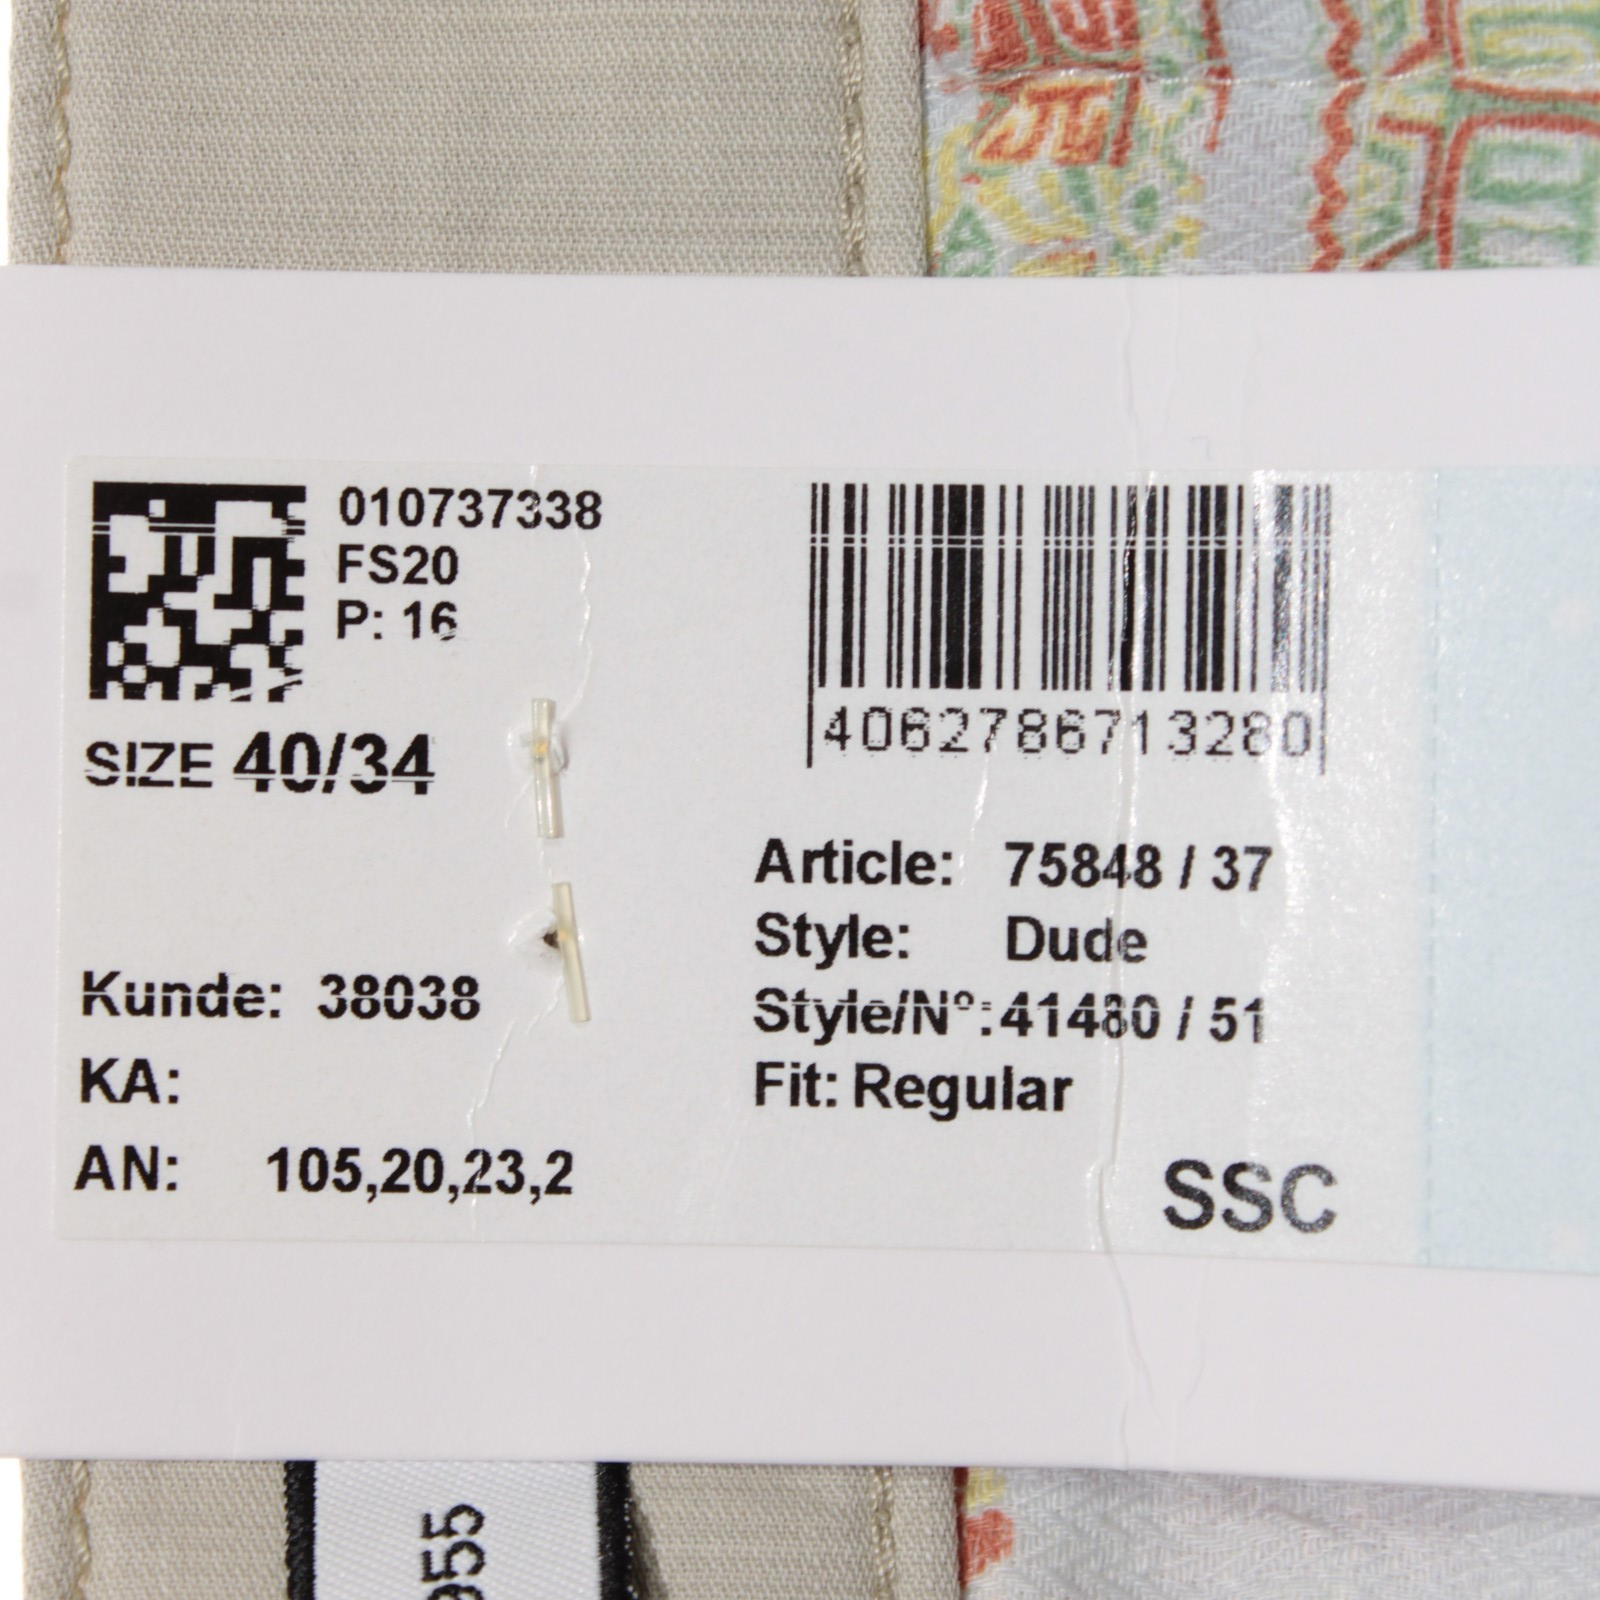 010737338
FS20
P: 16
SIZE 40/34
Kunde: 38038
KA:
AN: 105,20,23,2
4062786713280
Article: 75848 / 37
Style: Dude
Style/N°: 41480 / 51
Fit: Regular
SSC
955